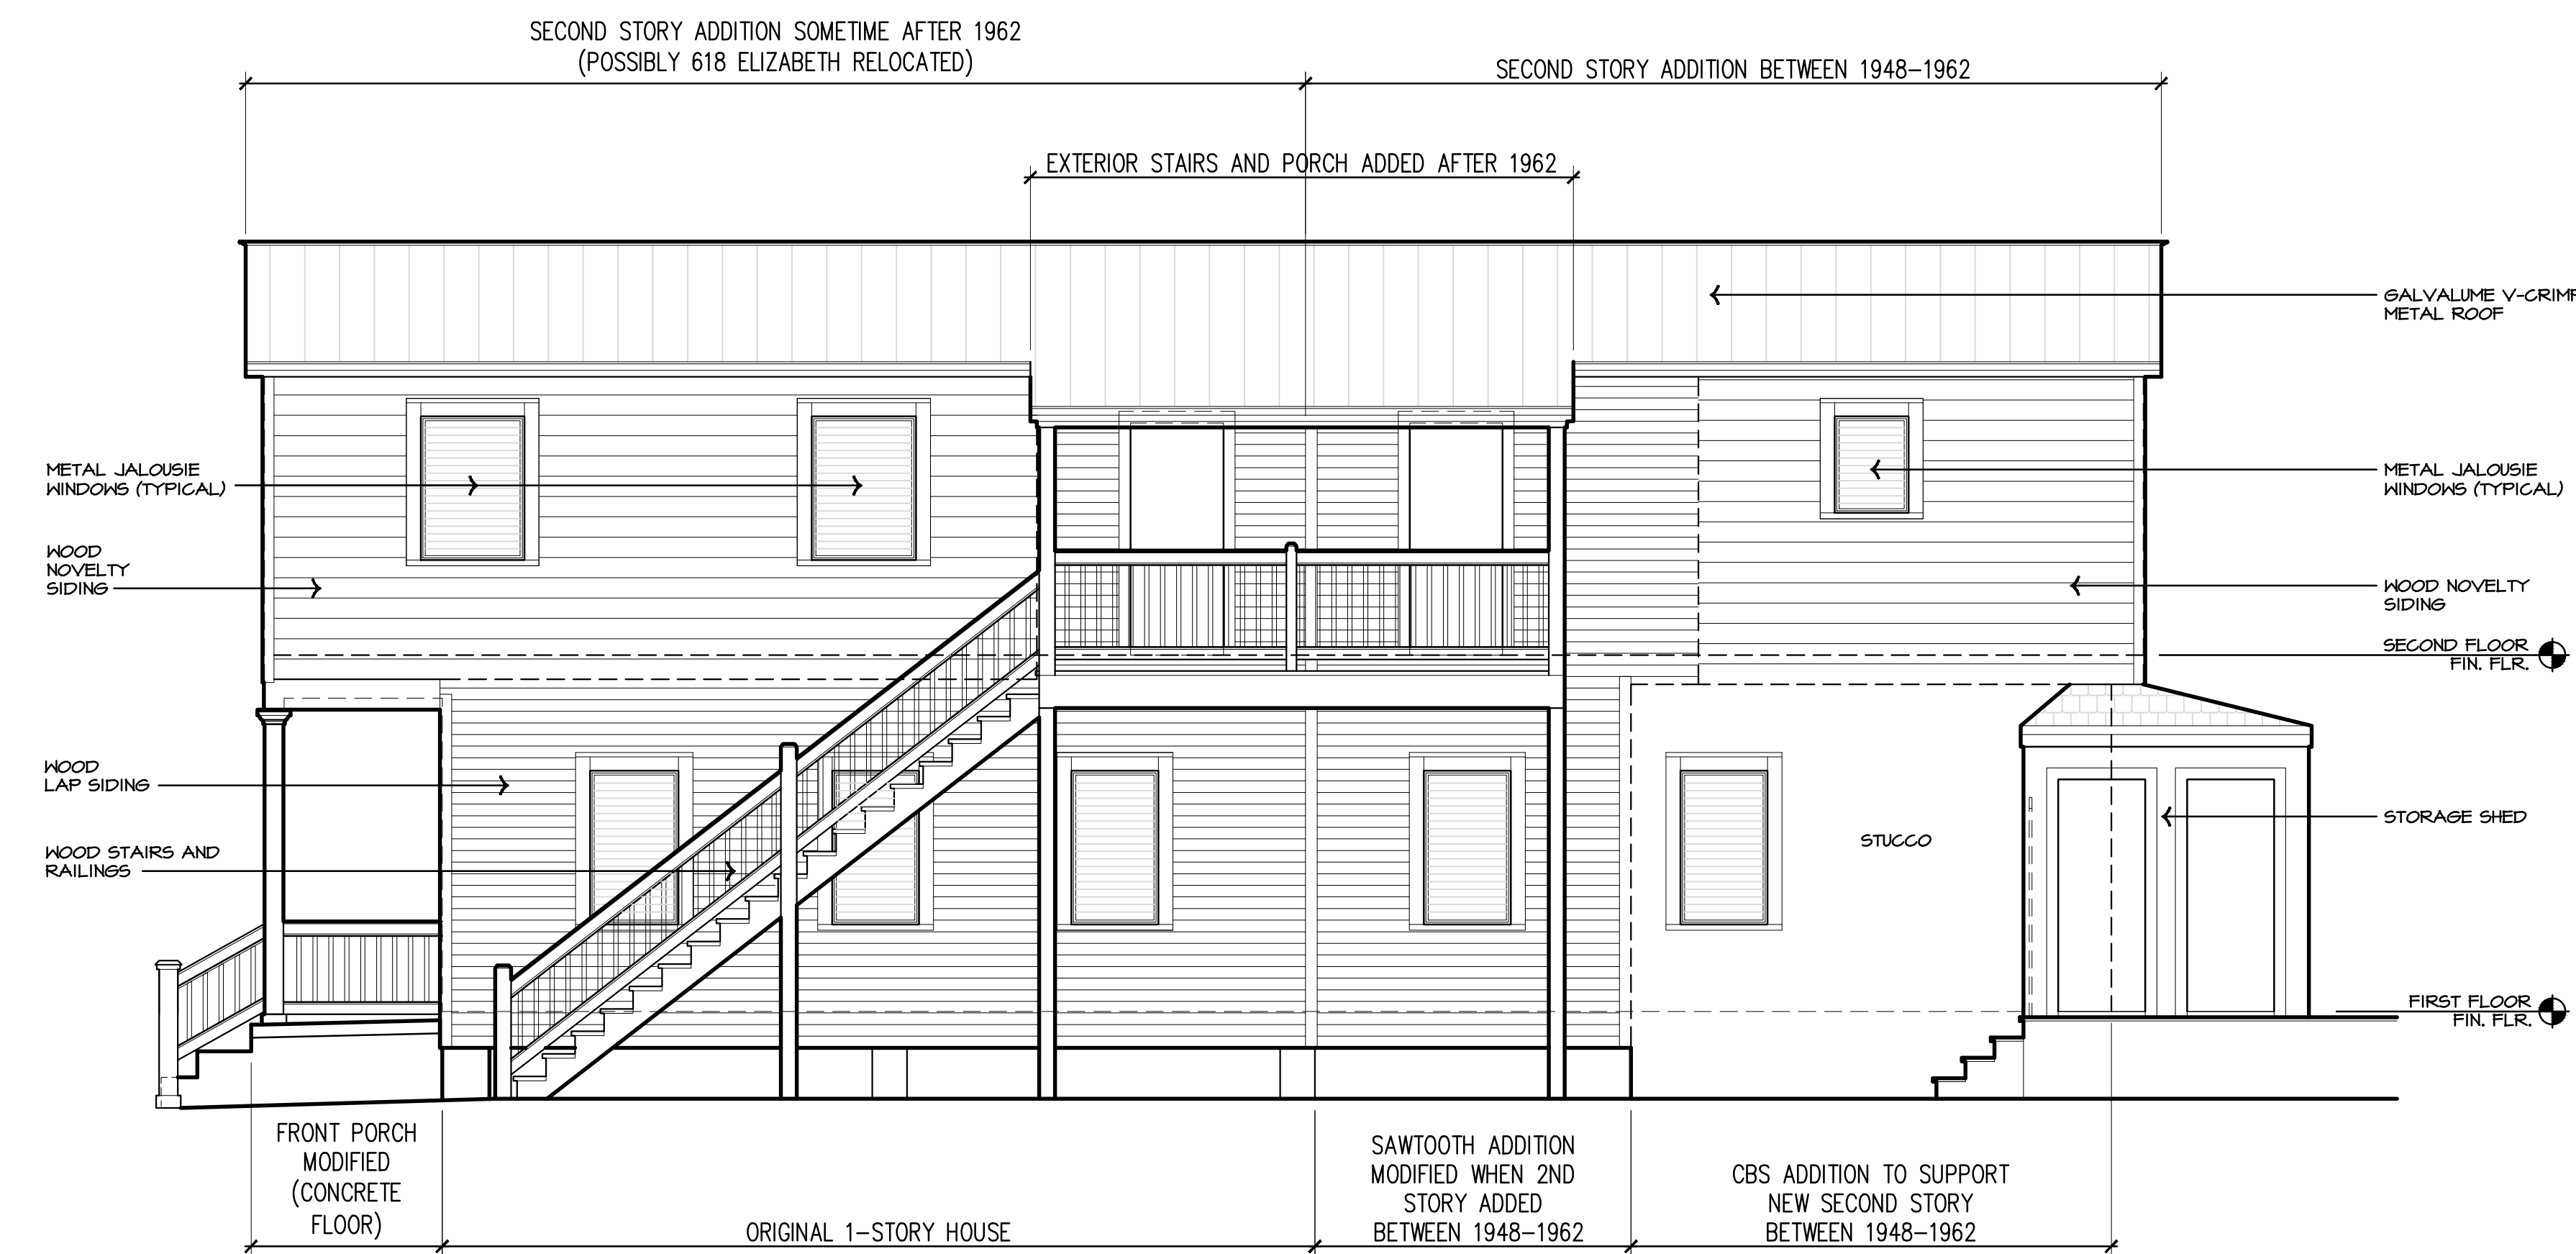 SECOND STORY ADDITION SOMETIME AFTER 1962
(POSSIBLY 618 ELIZABETH RELOCATED)
SECOND STORY ADDITION BETWEEN 1948-1962
EXTERIOR STAIRS AND PORCH ADDED AFTER 1962
GALVALUME V-CRIMP
METAL ROOF
METAL JALOUSIE
WINDOWS (TYPICAL)
METAL JALOUSIE
WINDOWS (TYPICAL)
WOOD
NOVELTY
SIDING
WOOD NOVELTY
SIDING
SECOND FLOOR
FIN. FLR.
WOOD
LAP SIDING
STORAGE SHED
STUCCO
WOOD STAIRS AND
RAILINGS
FIRST FLOOR
FIN. FLR.
FRONT PORCH
MODIFIED
(CONCRETE
FLOOR)
ORIGINAL 1-STORY HOUSE
SAWTOOTH ADDITION
MODIFIED WHEN 2ND
STORY ADDED
BETWEEN 1948-1962
CBS ADDITION TO SUPPORT
NEW SECOND STORY
BETWEEN 1948-1962